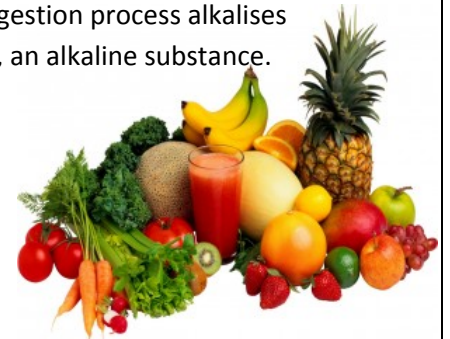 gestion process alkalises
, an alkaline substance.